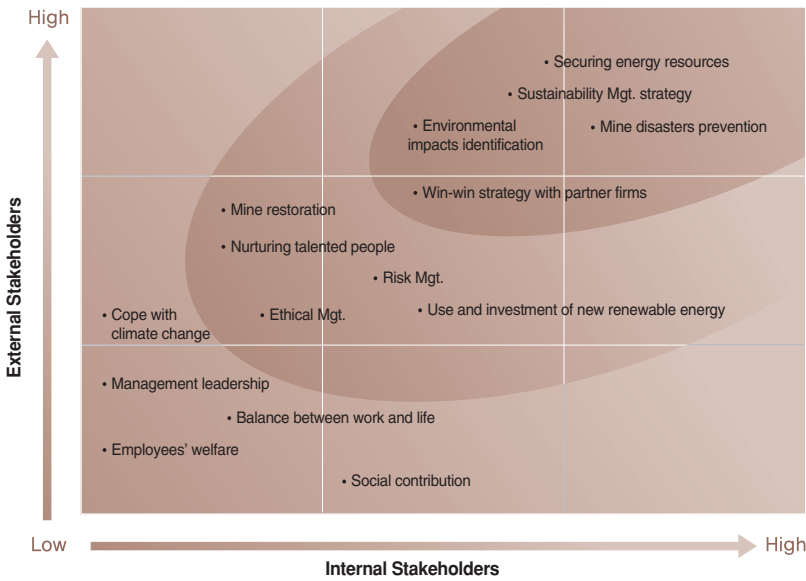 High
• Securing energy resources
• Sustainability Mgt. strategy
• Environmental
impacts identification
• Mine disasters prevention
• Win-win strategy with partner firms
• Mine restoration
• Nurturing talented people
• Risk Mgt.
• Use and investment of new renewable energy
• Cope with
climate change
• Ethical Mgt.
• Management leadership
• Balance between work and life
• Employees’ welfare
• Social contribution
External Stakeholders
Low
High
Internal Stakeholders